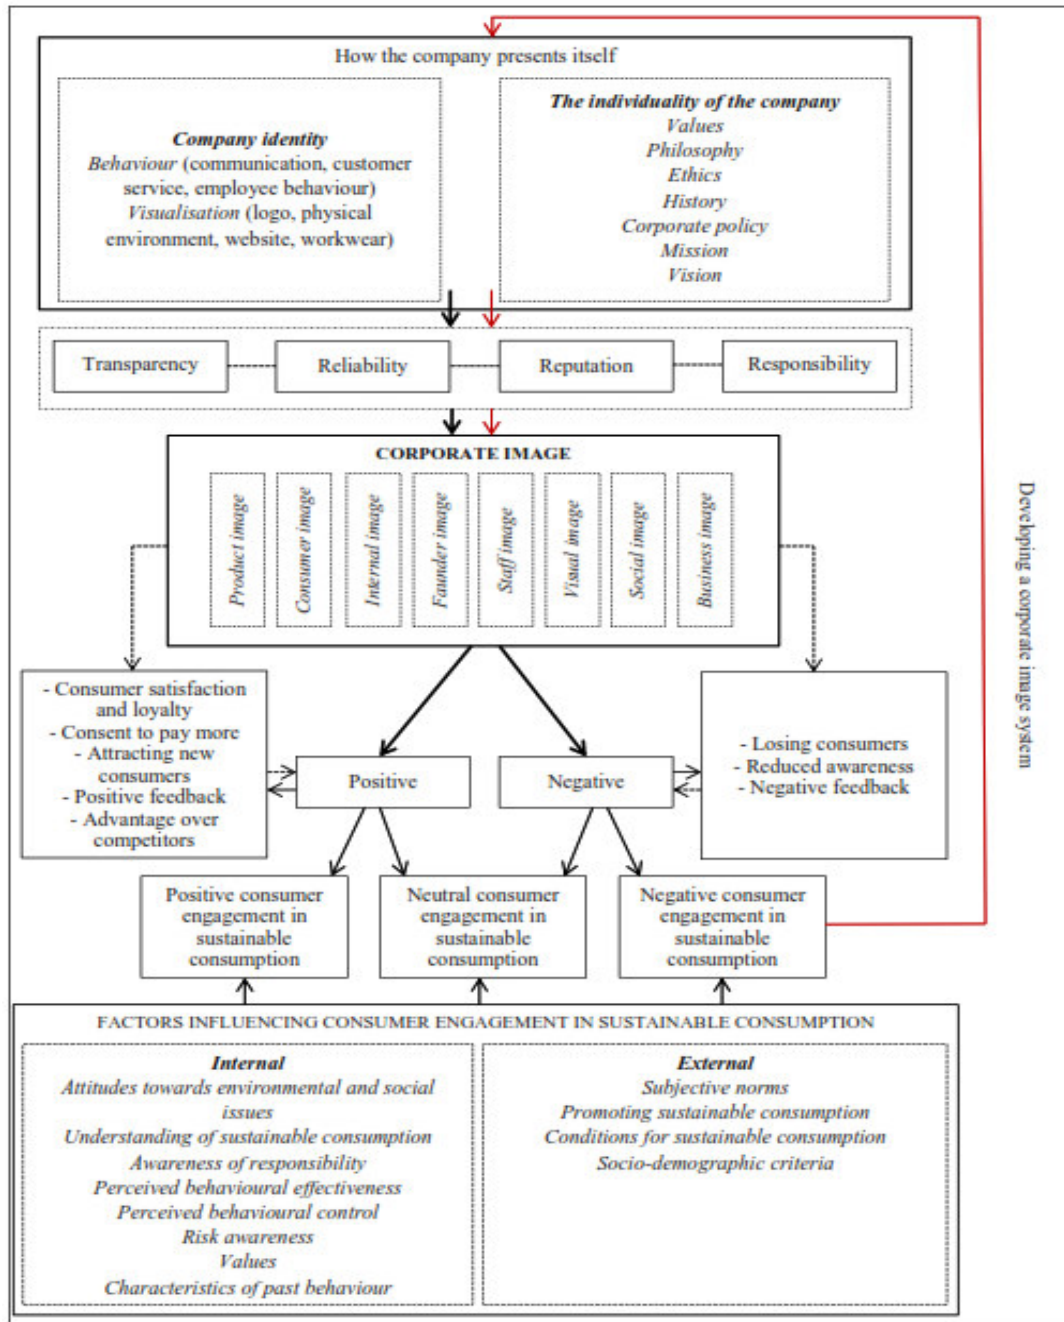 How the company presents itself
Company identity
Behaviour (communication, customer
service, employee behaviour)
Visualisation (logo, physical
environment, website, workwear)
The individuality of the company
Values
Philosophy
Ethics
History
Corporate policy
Mission
Vision
Transparency
Reliability
Reputation
Responsibility
CORPORATE IMAGE
Product image
Consumer image
Internal image
Faunder image
Staff image
Visual image
Social image
Business image
Developing a corporate image system
- Consumer satisfaction
and loyalty
- Consent to pay more
- Attracting new
consumers
- Positive feedback
- Advantage over
competitors
Positive
Negative
- Losing consumers
- Reduced awareness
- Negative feedback
Positive consumer
engagement in
sustainable
consumption
Neutral consumer
engagement in
sustainable
consumption
Negative consumer
engagement in
sustainable
consumption
FACTORS INFLUENCING CONSUMER ENGAGEMENT IN SUSTAINABLE CONSUMPTION
Internal
Attitudes towards environmental and social
issues
Understanding of sustainable consumption
Awareness of responsibility
Perceived behavioural effectiveness
Perceived behavioural control
Risk awareness
Values
Characteristics of past behaviour
External
Subjective norms
Promoting sustainable consumption
Conditions for sustainable consumption
Socio-demographic criteria